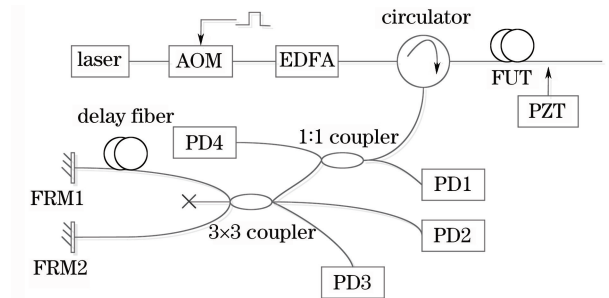 circulator
laser
AOM
EDFA
FUT
PZT
delay fiber
PD4
1:1 coupler
FRM1
PD1
3×3 coupler
PD2
FRM2
PD3